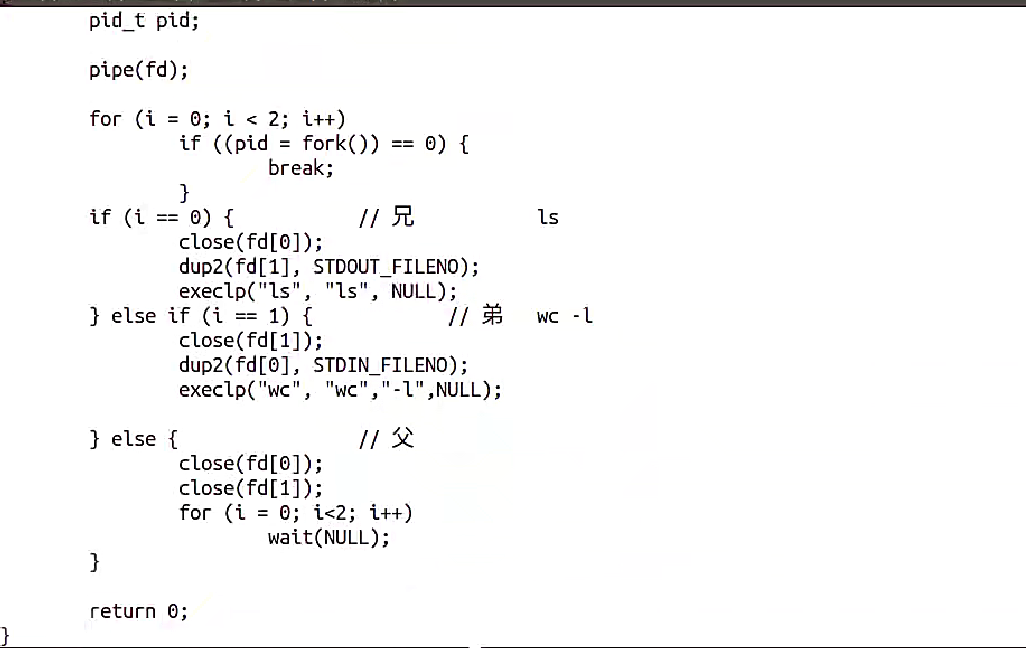 pid_t pid;
pipe(fd);
for (i = 0; i < 2; i++)
if ((pid = fork()) == 0) {
break;
}
if (i == 0) { // 兄 ls
close(fd[0]);
dup2(fd[1], STDOUT_FILENO);
execlp("ls", "ls", NULL);
} else if (i == 1) { // 弟 wc -l
close(fd[1]);
dup2(fd[0], STDIN_FILENO);
execlp("wc", "wc","-l",NULL);
} else { // 父
close(fd[0]);
close(fd[1]);
for (i = 0; i<2; i++)
wait(NULL);
}
return 0;
}